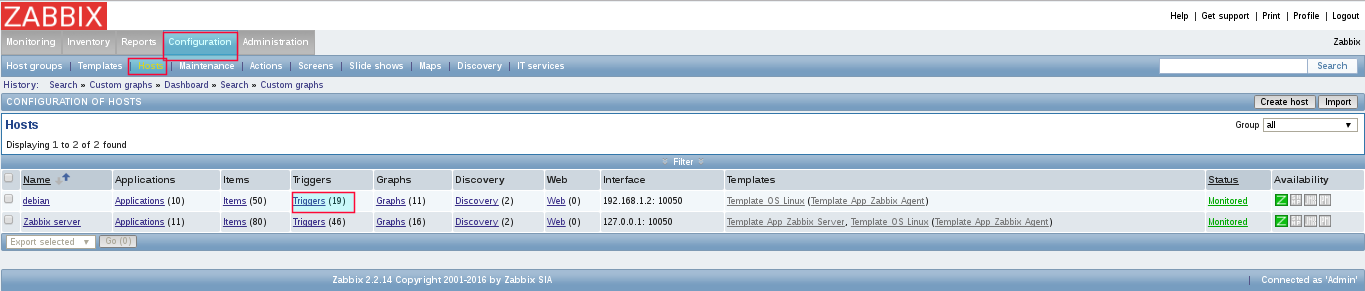 ZABBIX
Help | Get support | Print | Profile | Logout
Monitoring Inventory Reports Configuration Administration Zabbix
Host groups | Templates | Hosts | Maintenance | Actions | Screens | Slide shows | Maps | Discovery | IT services Search
History: Search » Custom graphs » Dashboard » Search » Custom graphs
CONFIGURATION OF HOSTS Create host Import
Hosts Group all
Displaying 1 to 2 of 2 found
Filter
Name Applications Items Triggers Graphs Discovery Web Interface Templates Status Availability
debian Applications (10) Items (50) Triggers (19) Graphs (11) Discovery (2) Web (0) 192.168.1.2: 10050 Template OS Linux (Template App Zabbix Agent) Monitored Z
Zabbix server Applications (11) Items (80) Triggers (46) Graphs (16) Discovery (2) Web (0) 127.0.0.1: 10050 Template App Zabbix Server, Template OS Linux (Template App Zabbix Agent) Monitored Z
Export selected Go (0)
Zabbix 2.2.14 Copyright 2001-2016 by Zabbix SIA | Connected as 'Admin'